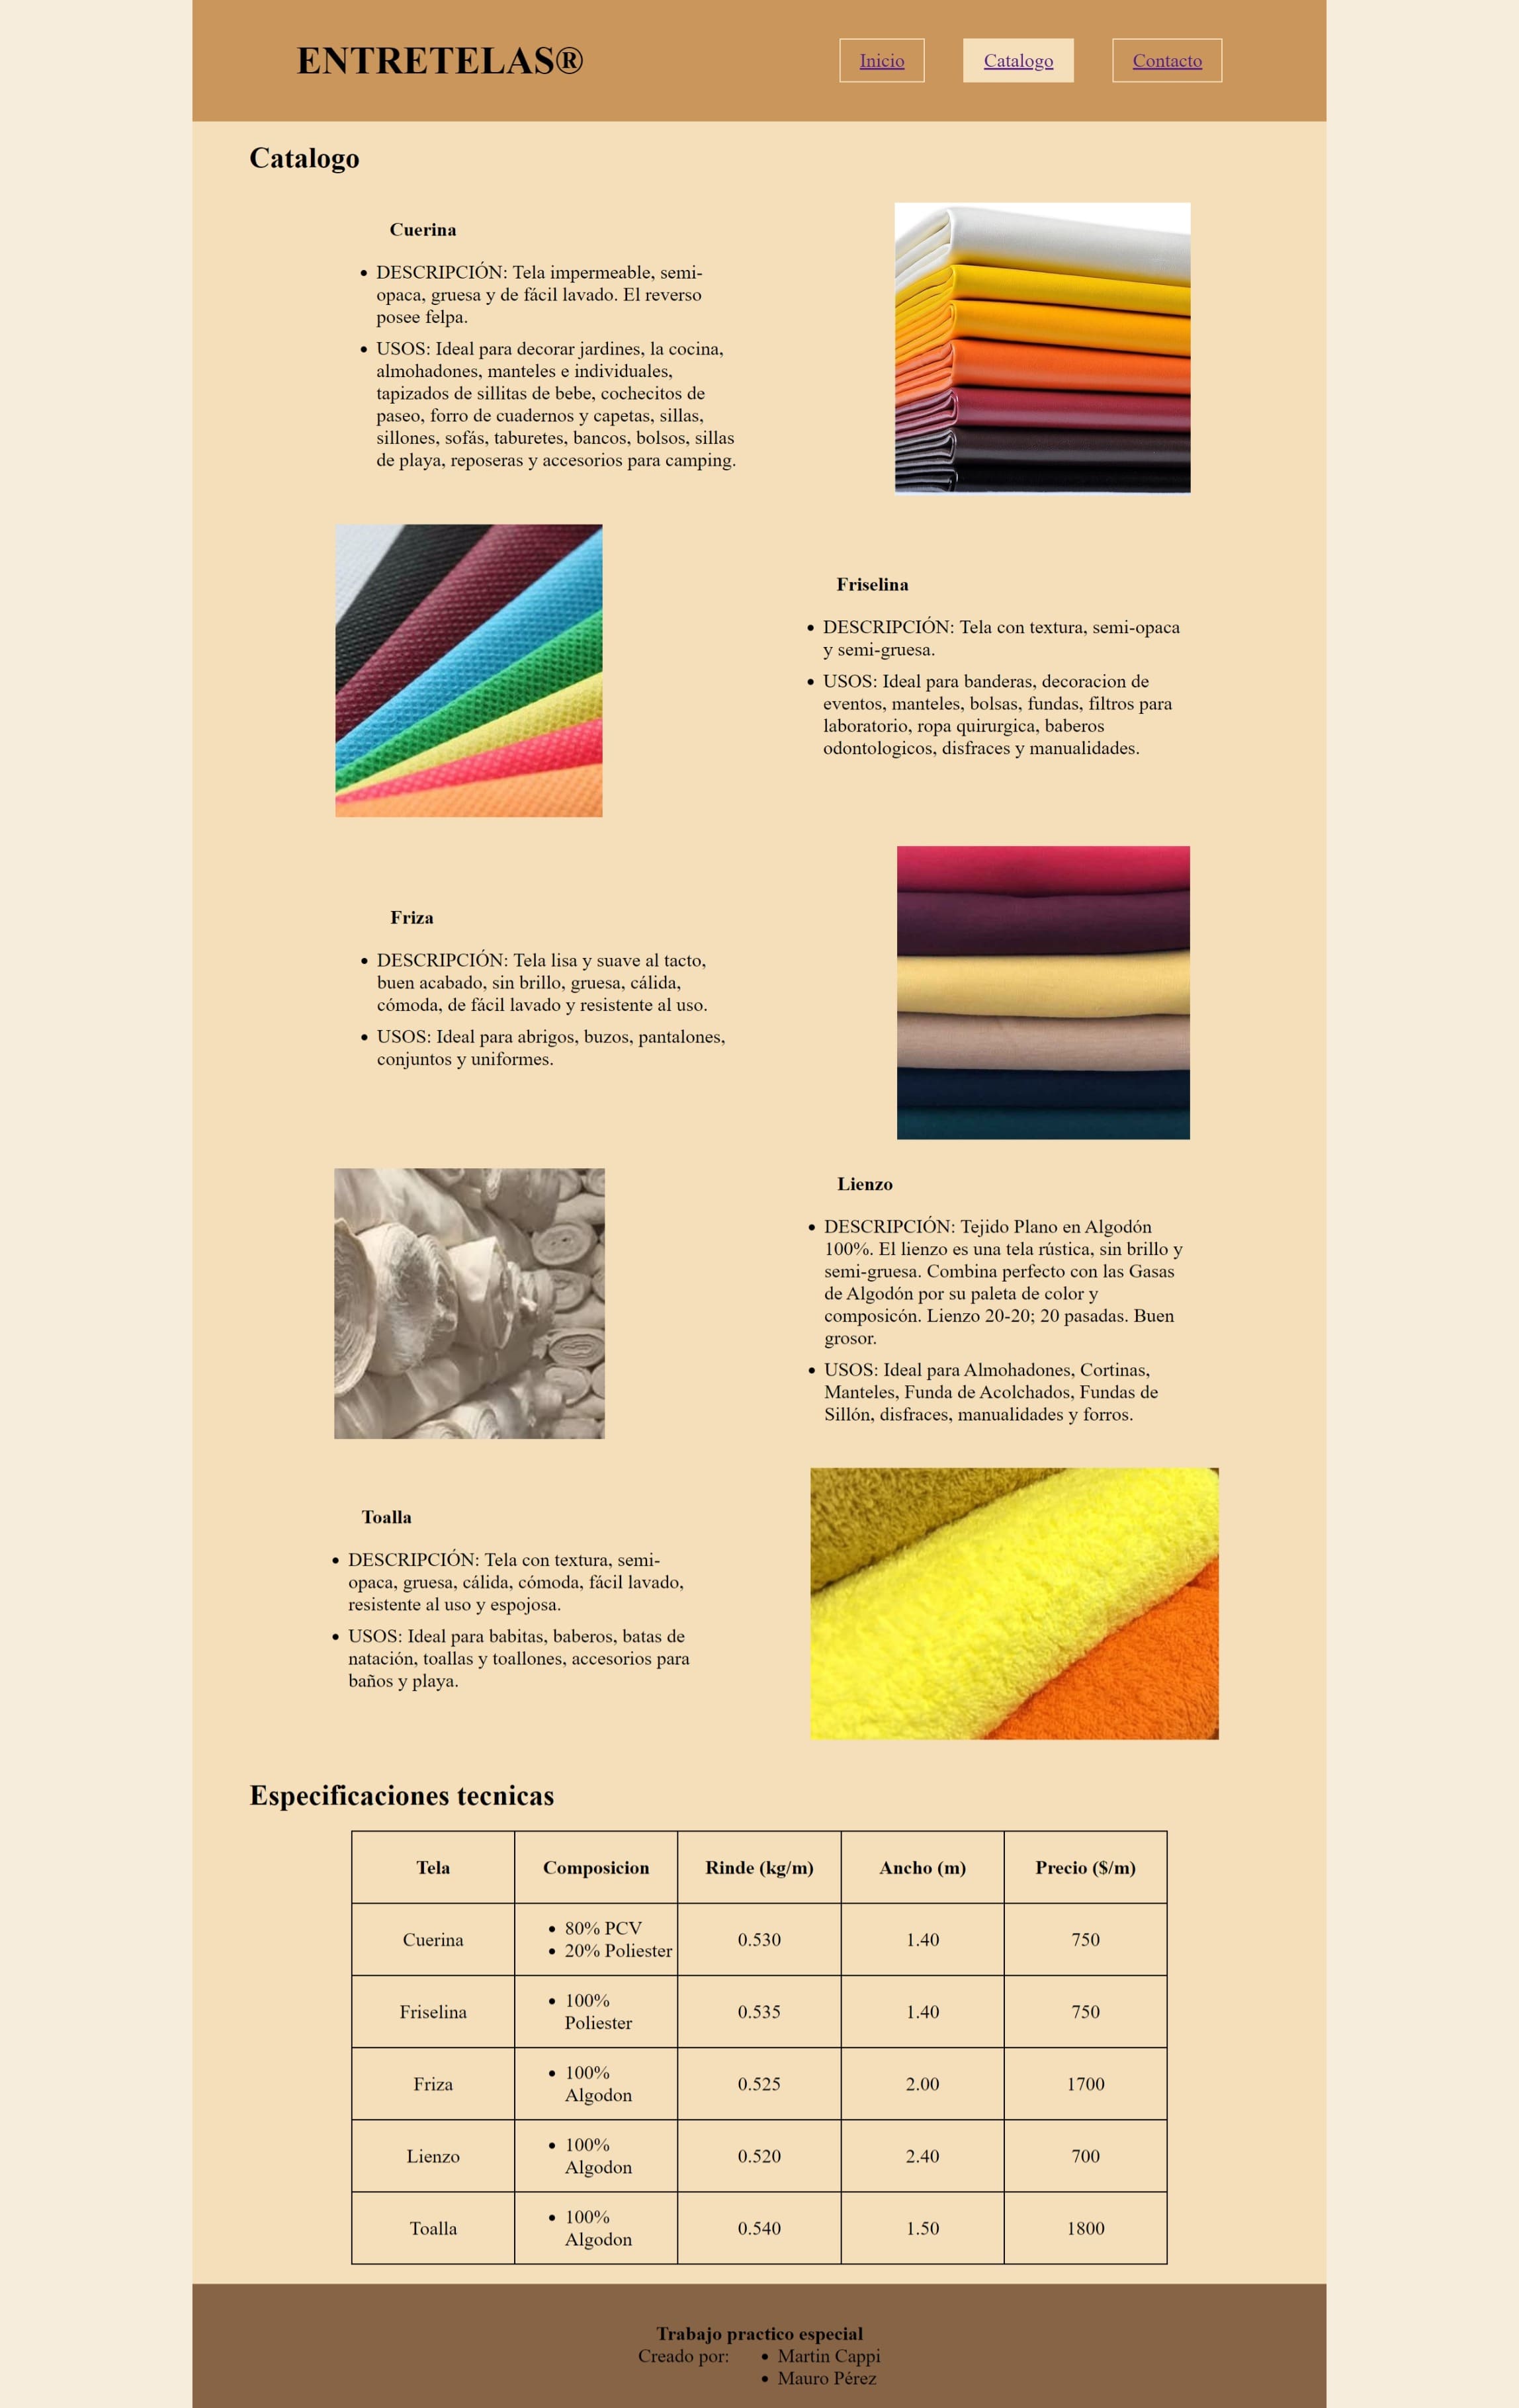 ENTRETELAS®
Inicio
Catalogo
Contacto
Catalogo
Cuerina
• DESCRIPCIÓN: Tela impermeable, semi-
opaca, gruesa y de fácil lavado. El reverso
posee felpa.
• USOS: Ideal para decorar jardines, la cocina,
almohadones, manteles e individuales,
tapizados de sillitas de bebe, cochecitos de
paseo, forro de cuadernos y capetas, sillas,
sillones, sofás, taburetes, bancos, bolsos, sillas
de playa, reposeras y accesorios para camping.
Friselina
• DESCRIPCIÓN: Tela con textura, semi-opaca
y semi-gruesa.
• USOS: Ideal para banderas, decoracion de
eventos, manteles, bolsas, fundas, filtros para
laboratorio, ropa quirurgica, baberos
odontologicos, disfraces y manualidades.
Friza
• DESCRIPCIÓN: Tela lisa y suave al tacto,
buen acabado, sin brillo, gruesa, cálida,
cómoda, de fácil lavado y resistente al uso.
• USOS: Ideal para abrigos, buzos, pantalones,
conjuntos y uniformes.
Lienzo
• DESCRIPCIÓN: Tejido Plano en Algodón
100%. El lienzo es una tela rústica, sin brillo y
semi-gruesa. Combina perfecto con las Gasas
de Algodón por su paleta de color y
composicón. Lienzo 20-20; 20 pasadas. Buen
grosor.
• USOS: Ideal para Almohadones, Cortinas,
Manteles, Funda de Acolchados, Fundas de
Sillón, disfraces, manualidades y forros.
Toalla
• DESCRIPCIÓN: Tela con textura, semi-
opaca, gruesa, cálida, cómoda, fácil lavado,
resistente al uso y espojosa.
• USOS: Ideal para babitas, baberos, batas de
natación, toallas y toallones, accesorios para
baños y playa.
Especificaciones tecnicas
Tela Composicion Rinde (kg/m) Ancho (m) Precio ($/m)
Cuerina
• 80% PCV
• 20% Poliester
0.530 1.40 750
Friselina
• 100%
Poliester
0.535 1.40 750
Friza
• 100%
Algodon
0.525 2.00 1700
Lienzo
• 100%
Algodon
0.520 2.40 700
Toalla
• 100%
Algodon
0.540 1.50 1800
Trabajo practico especial
Creado por: • Martin Cappi
• Mauro Pérez